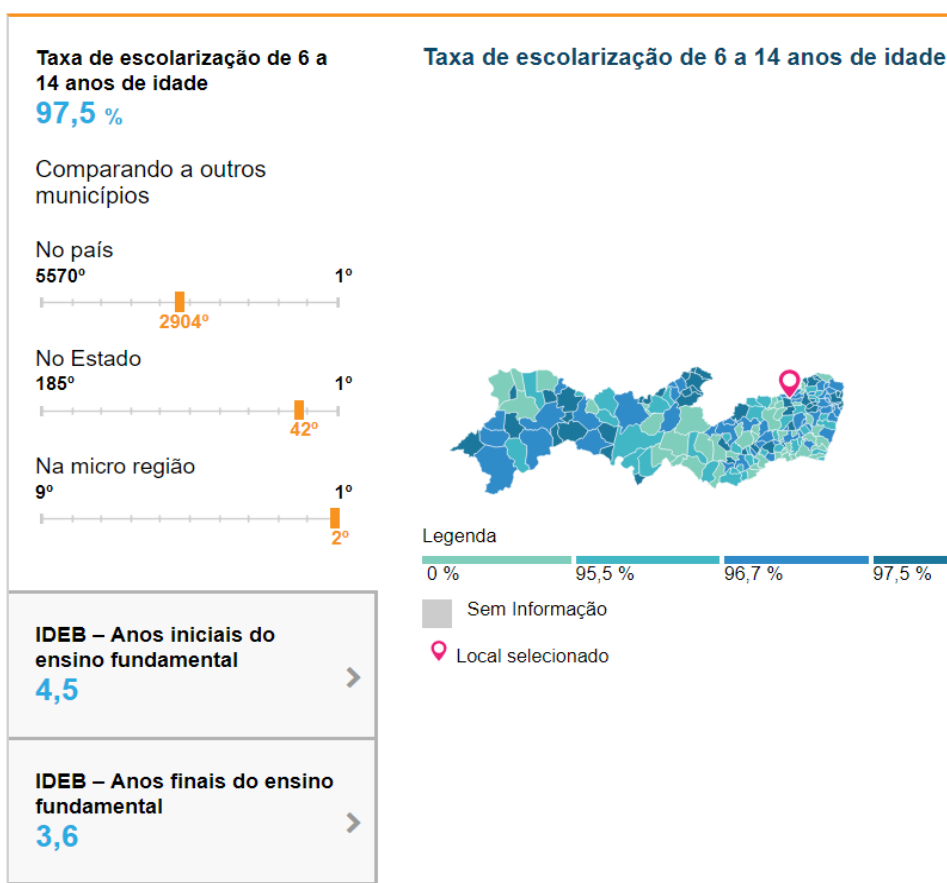 Taxa de escolarização de 6 a
14 anos de idade
97,5 %
Comparando a outros
municípios
No país
5570º 1º
2904º
No Estado
185º 1º
42º
Na micro região
9º 1º
2º
IDEB – Anos iniciais do
ensino fundamental
4,5
IDEB – Anos finais do ensino
fundamental
3,6
Taxa de escolarização de 6 a 14 anos de idade
Legenda
0 % 95,5 % 96,7 % 97,5 %
Sem Informação
Local selecionado